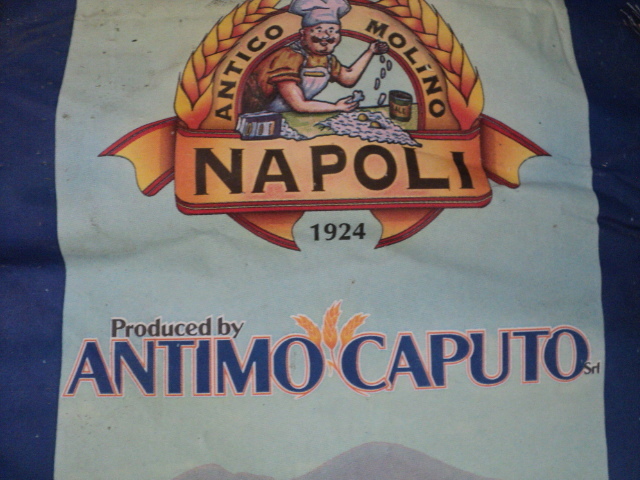 ANTICO MOLINO
NAPOLI
1924
Produced by
ANTIMO CAPUTO Srl